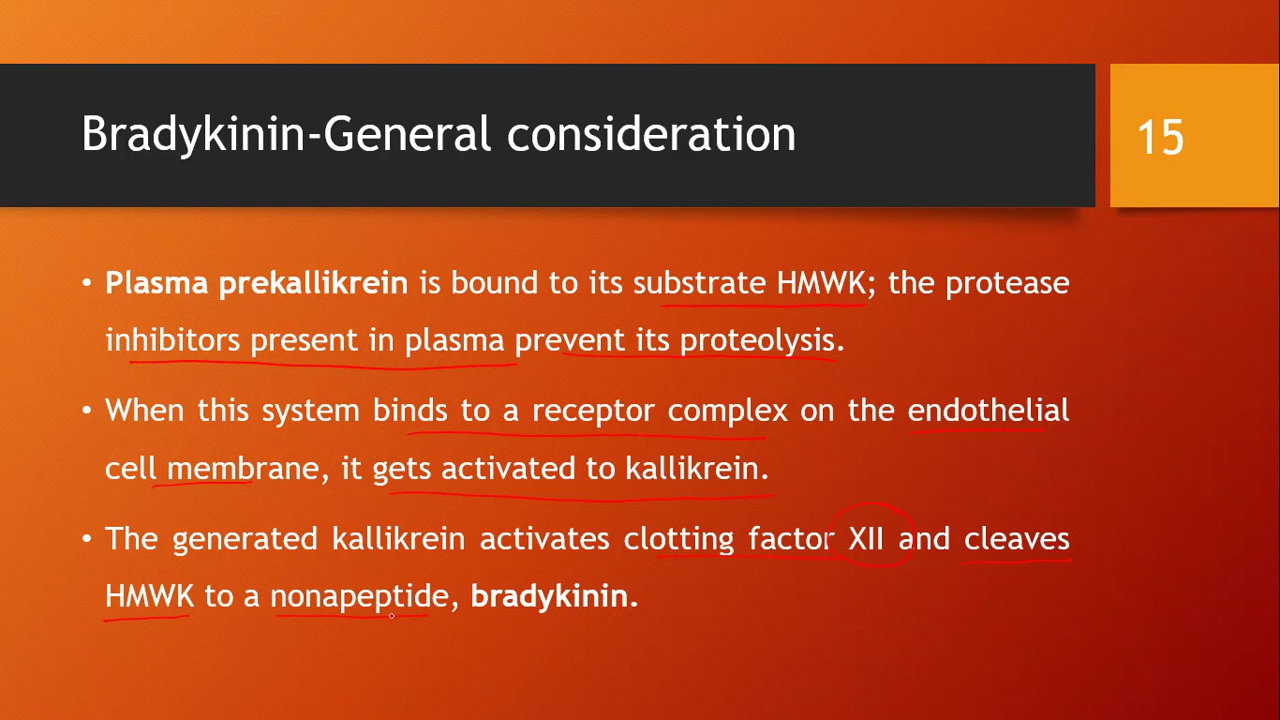 Bradykinin-General consideration
15
• Plasma prekallikrein is bound to its substrate HMWK; the protease
inhibitors present in plasma prevent its proteolysis.
• When this system binds to a receptor complex on the endothelial
cell membrane, it gets activated to kallikrein.
• The generated kallikrein activates clotting factor XII and cleaves
HMWK to a nonapeptide, bradykinin.